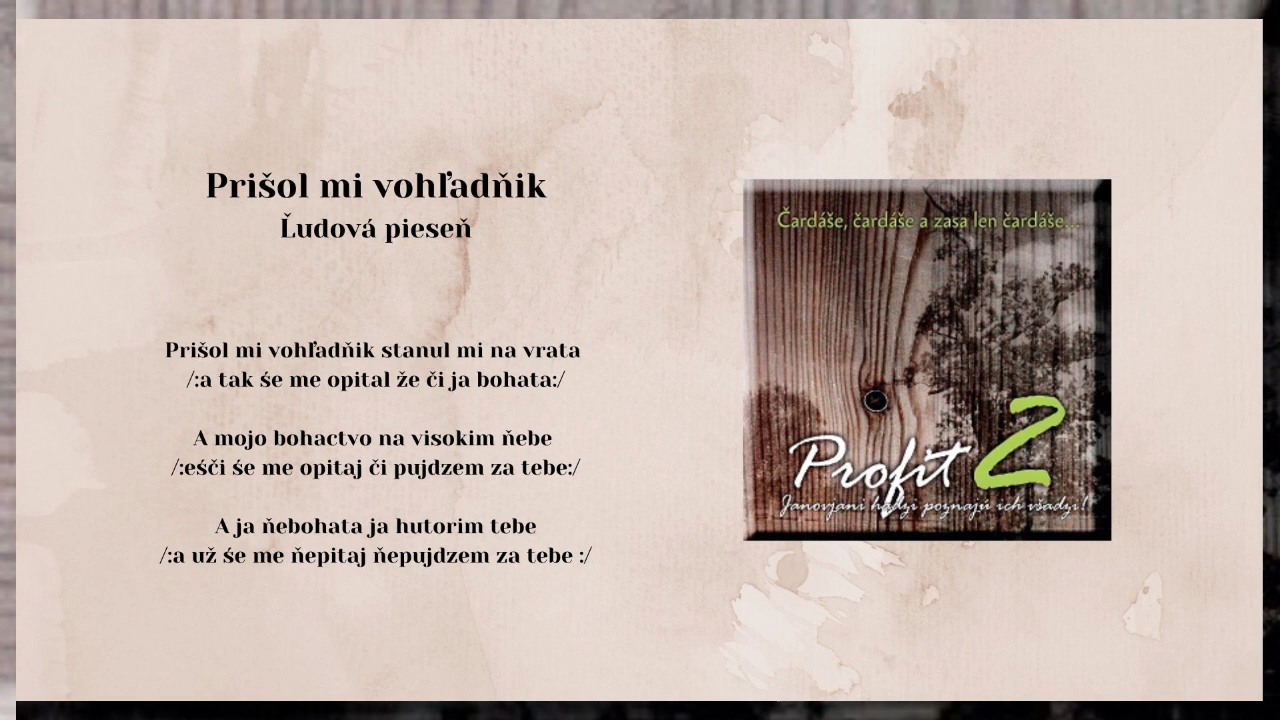 Prišol mi vohľadňik
Ľudová pieseň
Prišol mi vohľadňik stanul mi na vrata
/:a tak śe me opital že či ja bohata:/
A mojo bohactvo na visokim ňebe
/:eśči śe me opitaj či pujdzem za tebe:/
A ja ňebohata ja hutorim tebe
/:a už śe me ňepitaj ňepujdzem za tebe :/
Čardáše, čardáše a zasa len čardáše...
Profit 2
Janovjani hudzi poznajú ich všadzi!